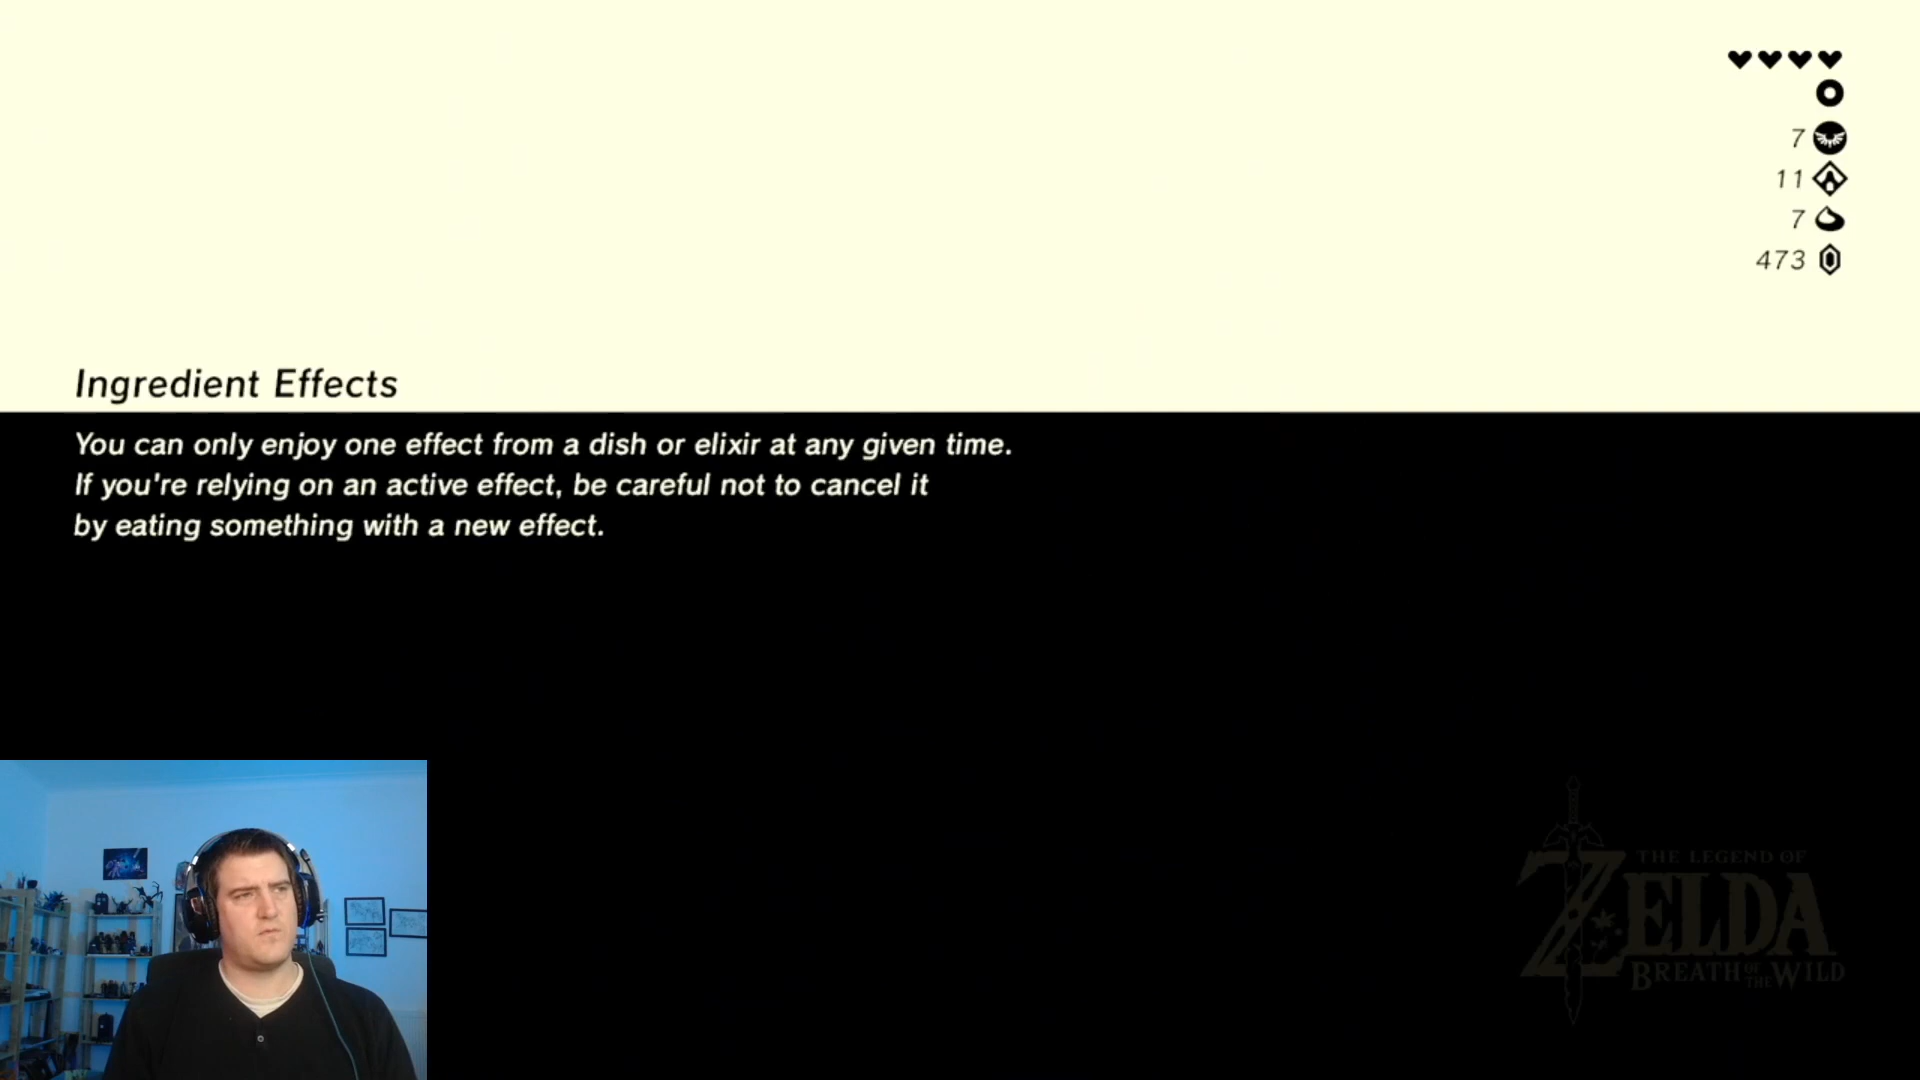 7
11
7
473
Ingredient Effects
You can only enjoy one effect from a dish or elixir at any given time.
If you're relying on an active effect, be careful not to cancel it
by eating something with a new effect.
THE LEGEND OF
ZELDA
BREATH OF THE WILD